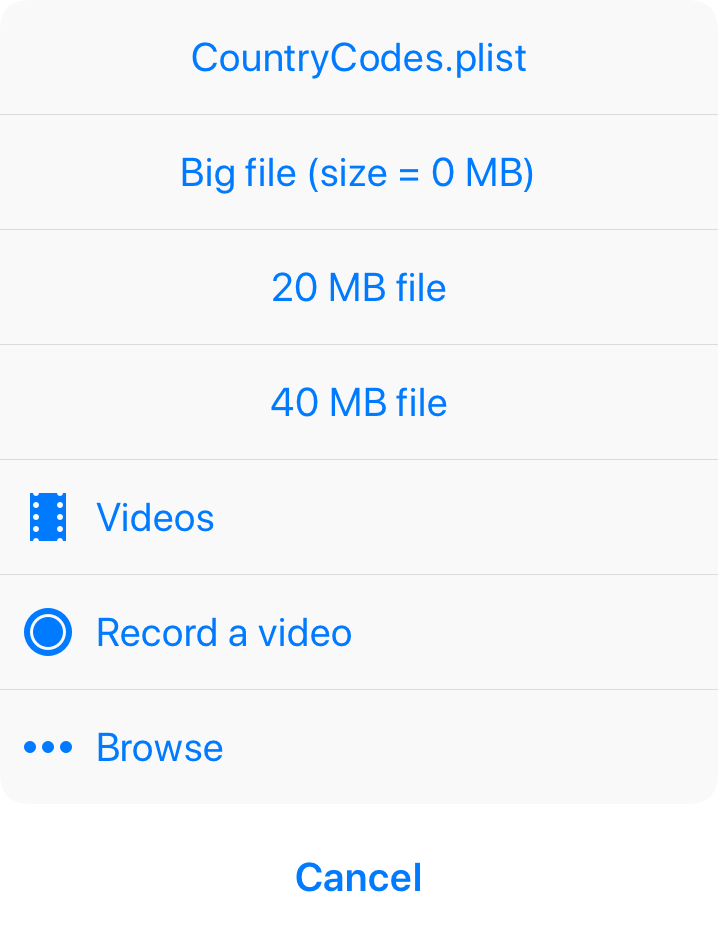 CountryCodes.plist
Big file (size = 0 MB)
20 MB file
40 MB file
Videos
Record a video
Browse
Cancel